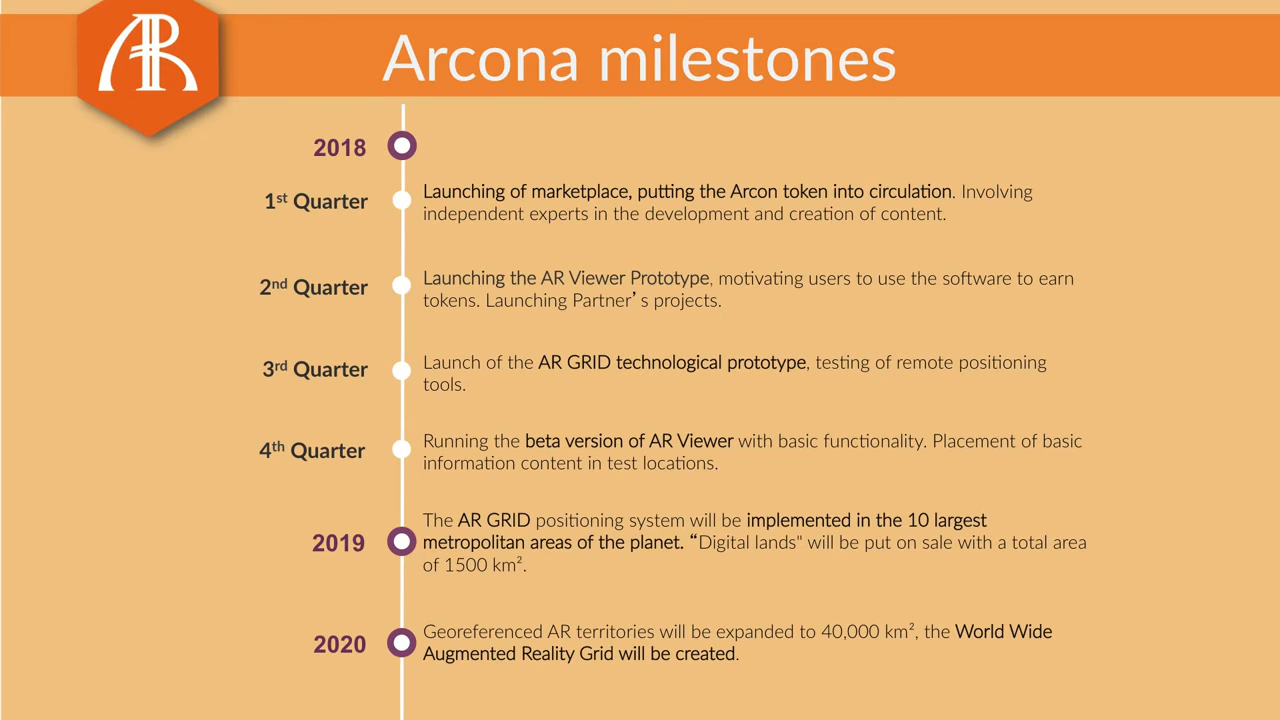 AR
Arcona milestones
2018
1st Quarter
Launching of marketplace, putting the Arcon token into circulation. Involving
independent experts in the development and creation of content.
2nd Quarter
Launching the AR Viewer Prototype, motivating users to use the software to earn
tokens. Launching Partner’ s projects.
3rd Quarter
Launch of the AR GRID technological prototype, testing of remote positioning
tools.
4th Quarter
Running the beta version of AR Viewer with basic functionality. Placement of basic
information content in test locations.
2019
The AR GRID positioning system will be implemented in the 10 largest
metropolitan areas of the planet. “Digital lands" will be put on sale with a total area
of 1500 km².
2020
Georeferenced AR territories will be expanded to 40,000 km², the World Wide
Augmented Reality Grid will be created.